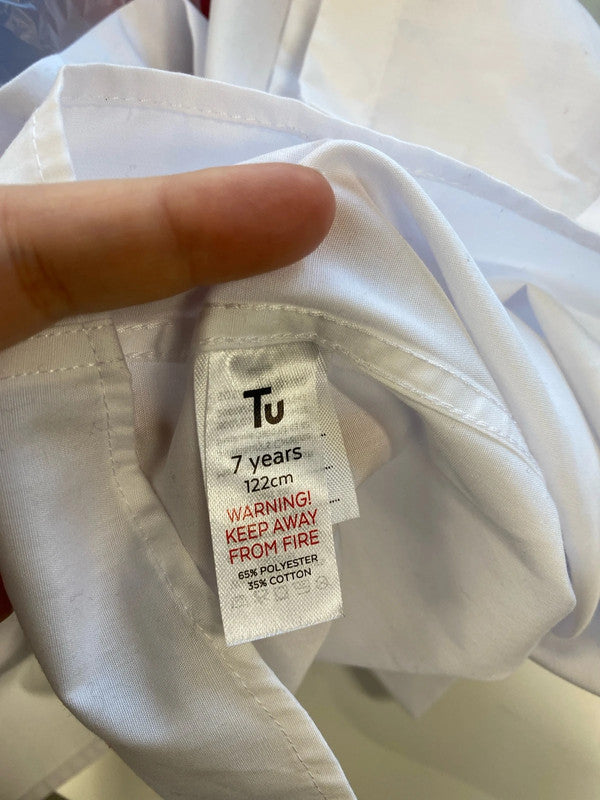 Tu
7 years
122cm
WARNING!
KEEP AWAY
FROM FIRE
65% POLYESTER
35% COTTON